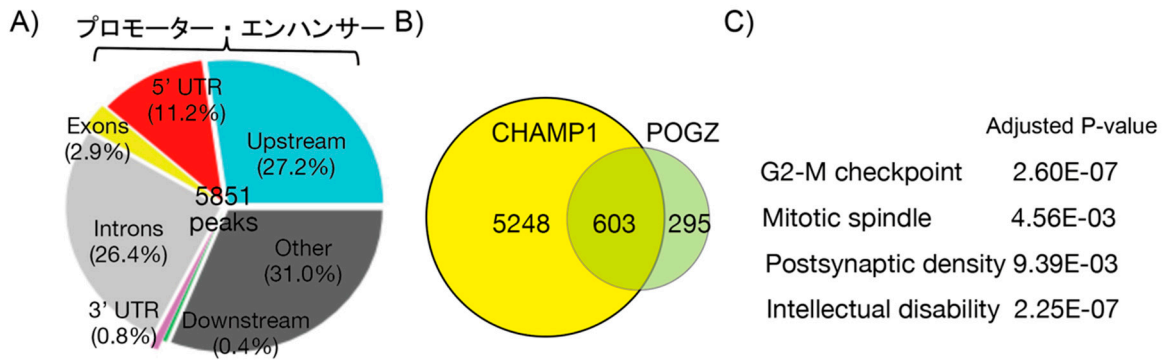 A)
プロモーター・エンハンサー
5’ UTR
(11.2%)
Exons
(2.9%)
Upstream
(27.2%)
5851
peaks
Introns
(26.4%)
Other
(31.0%)
3’ UTR
(0.8%)
Downstream
(0.4%)
B)
CHAMP1
POGZ
5248
603
295
C)
Adjusted P-value
G2-M checkpoint 2.60E-07
Mitotic spindle 4.56E-03
Postsynaptic density 9.39E-03
Intellectual disability 2.25E-07